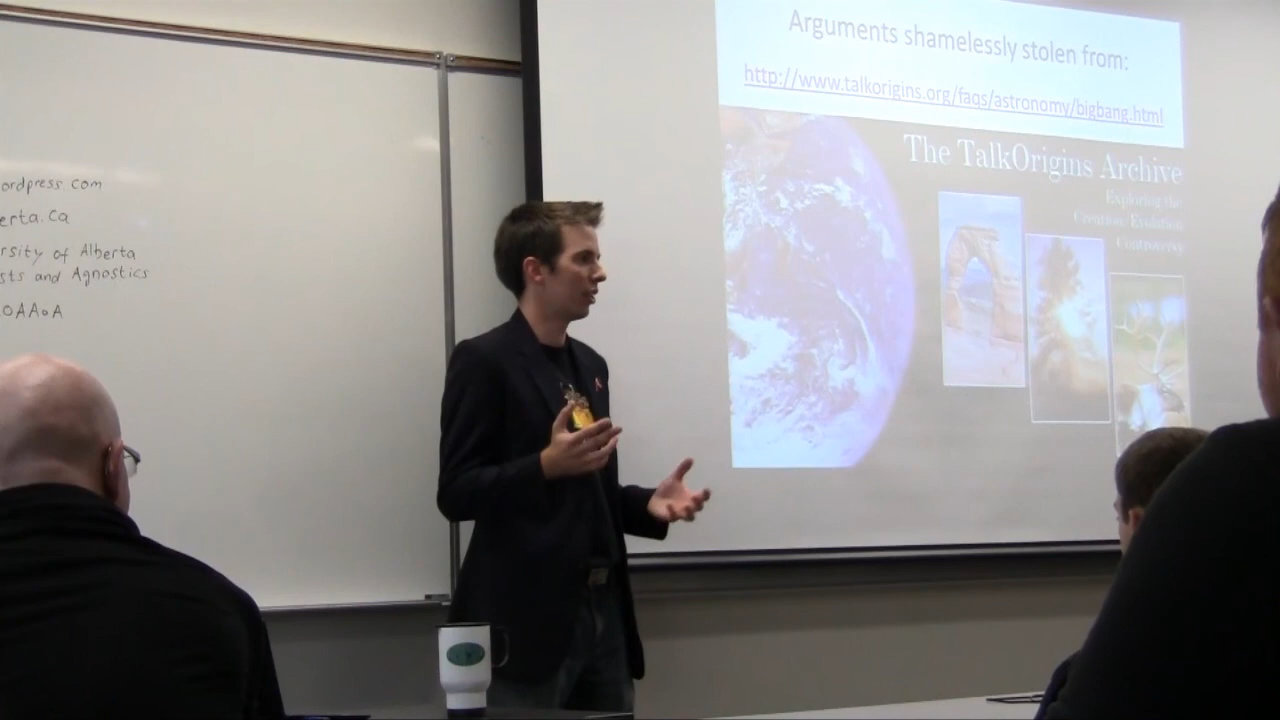 ordpress com
erta.ca
rsity of Alberta
sts and Agnostics
OAAoA
Arguments shamelessly stolen from:
http://www.talkorigins.org/faqs/astronomy/bigbang.html
The TalkOrigins Archive
Exploring the
Creation/Evolution
Controversy